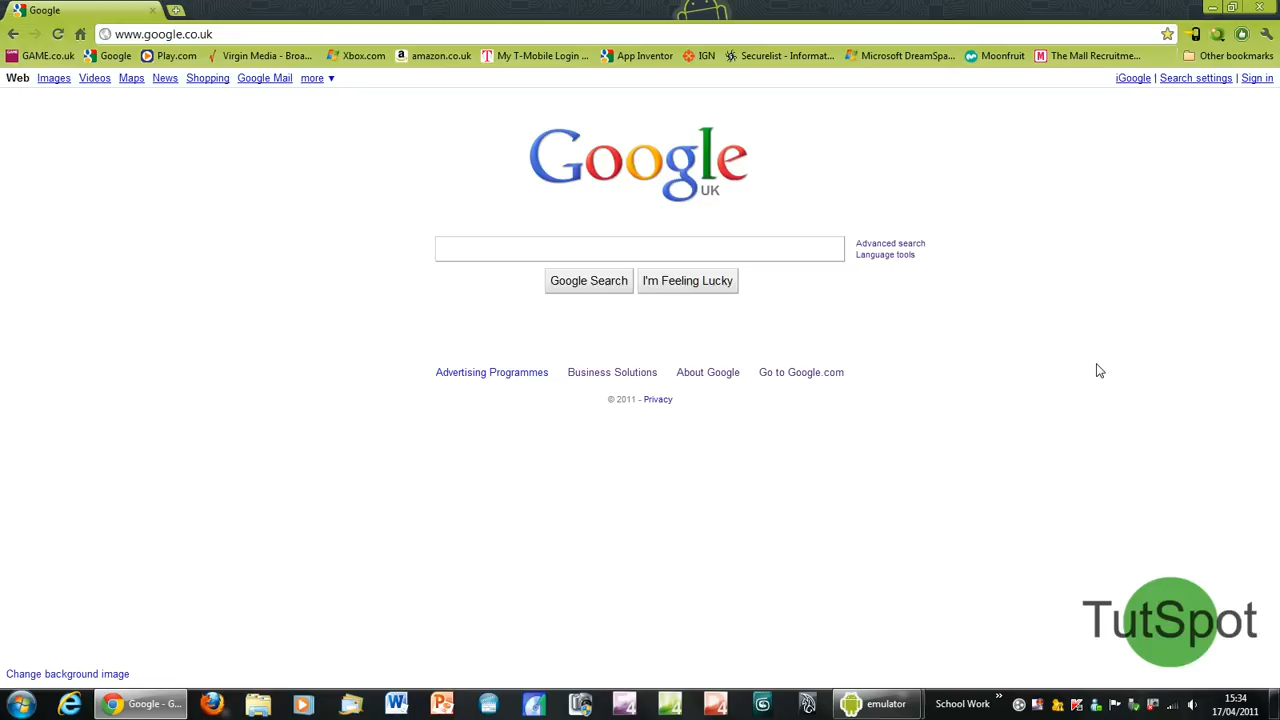 Google
www.google.co.uk
GAME.co.uk Google Play.com Virgin Media - Broa... Xbox.com amazon.co.uk My T-Mobile Login ... App Inventor IGN Securelist - Informat... Microsoft DreamSpa... Moonfruit The Mall Recruitme... Other bookmarks
Web Images Videos Maps News Shopping Google Mail more ▼ iGoogle | Search settings | Sign in
Google
UK
Advanced search
Language tools
Google Search I'm Feeling Lucky
Advertising Programmes Business Solutions About Google Go to Google.com
© 2011 - Privacy
TutSpot
Change background image
Google - G... emulator School Work » 15:34
17/04/2011